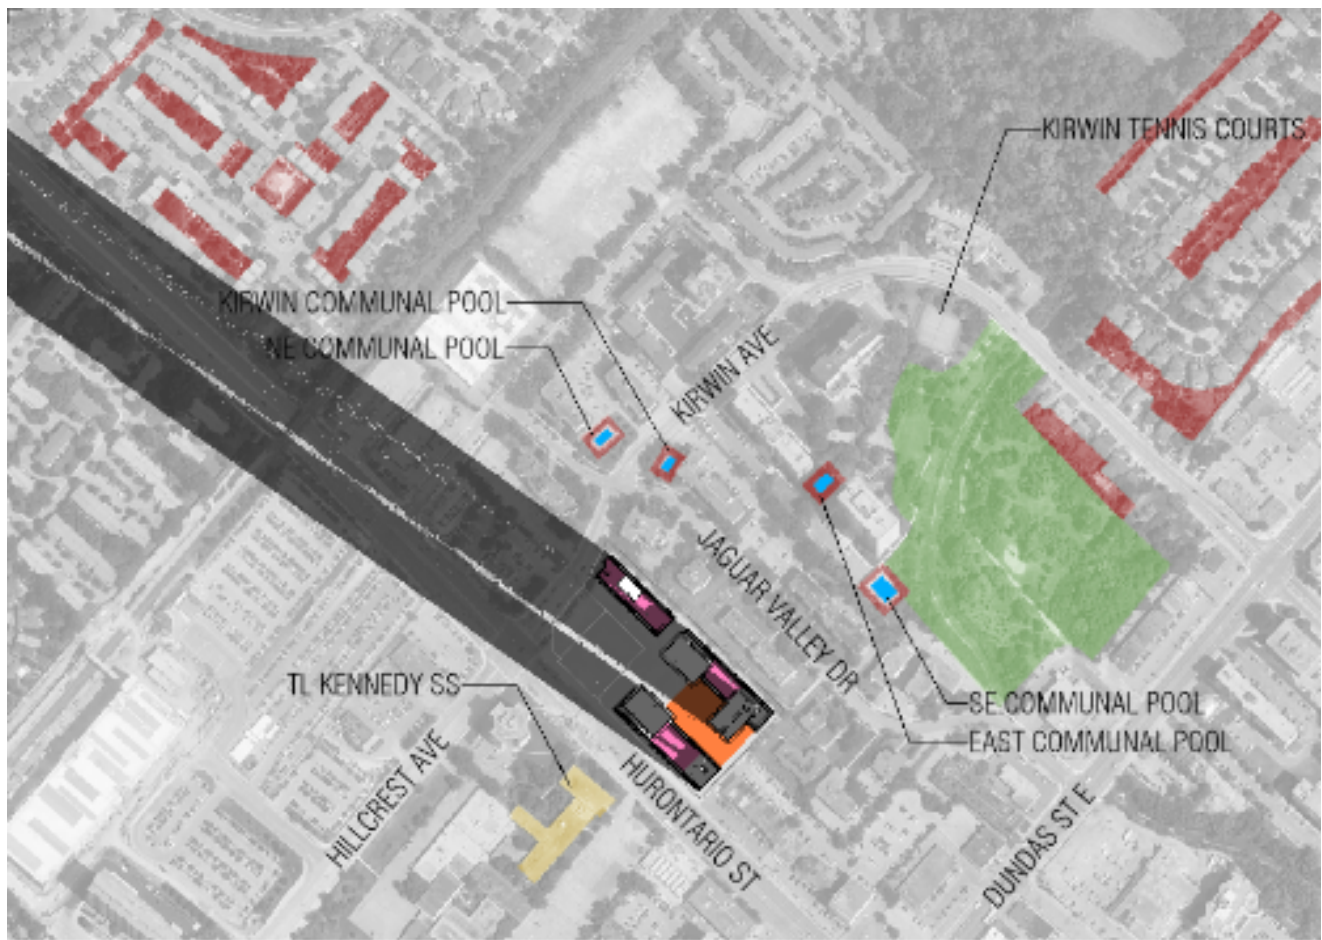 KIRWIN TENNIS COURTS
KIRWIN COMMUNAL POOL
NE COMMUNAL POOL
KIRWIN AVE
JAGUAR VALLEY DR
TL KENNEDY SS
SE COMMUNAL POOL
EAST COMMUNAL POOL
HILLCREST AVE
HURONTARIO ST
DUNDAS ST E